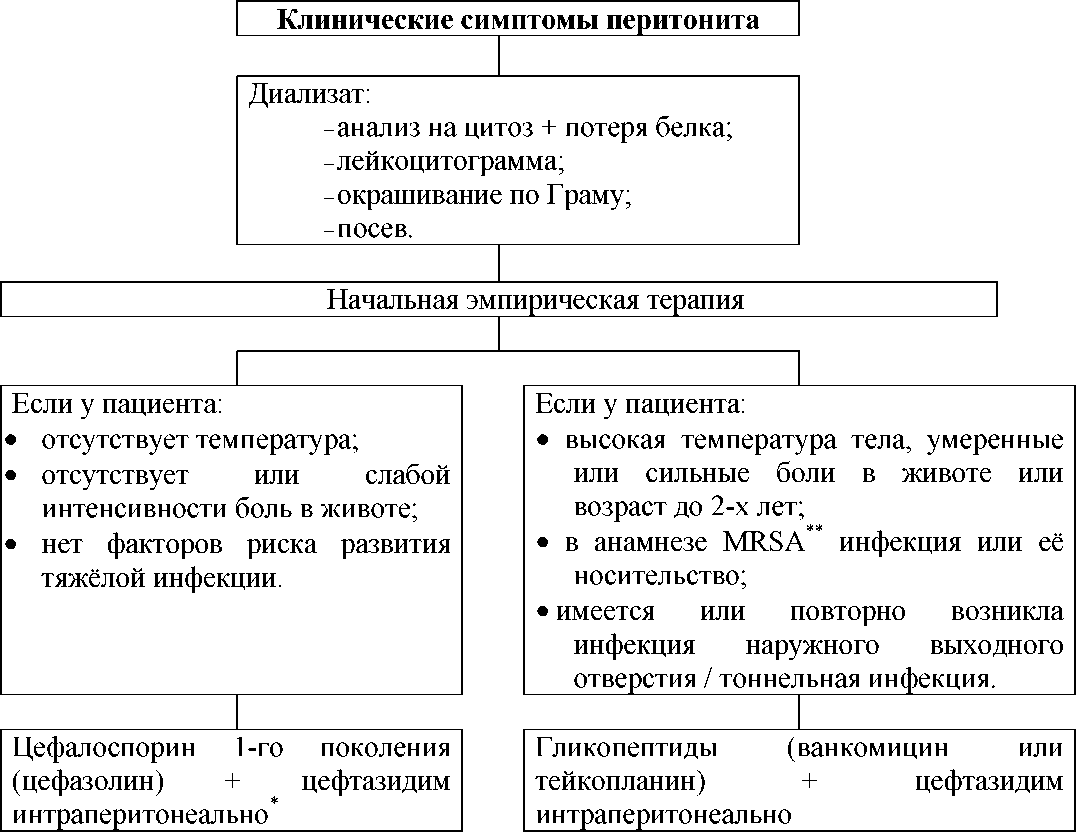 Клинические симптомы перитонита
Диализат:
–анализ на цитоз + потеря белка;
–лейкоцитограмма;
–окрашивание по Граму;
–посев.
Начальная эмпирическая терапия
Если у пациента:
• отсутствует температура;
• отсутствует или слабой
интенсивности боль в животе;
• нет факторов риска развития
тяжёлой инфекции.
Если у пациента:
• высокая температура тела, умеренные
или сильные боли в животе или
возраст до 2-х лет;
• в анамнезе MRSA** инфекция или её
носительство;
• имеется или повторно возникла
инфекция наружного выходного
отверстия / тоннельная инфекция.
Цефалоспорин 1-го поколения
(цефазолин) + цефтазидим
интраперитонеально*
Гликопептиды (ванкомицин или
тейкопланин) + цефтазидим
интраперитонеально